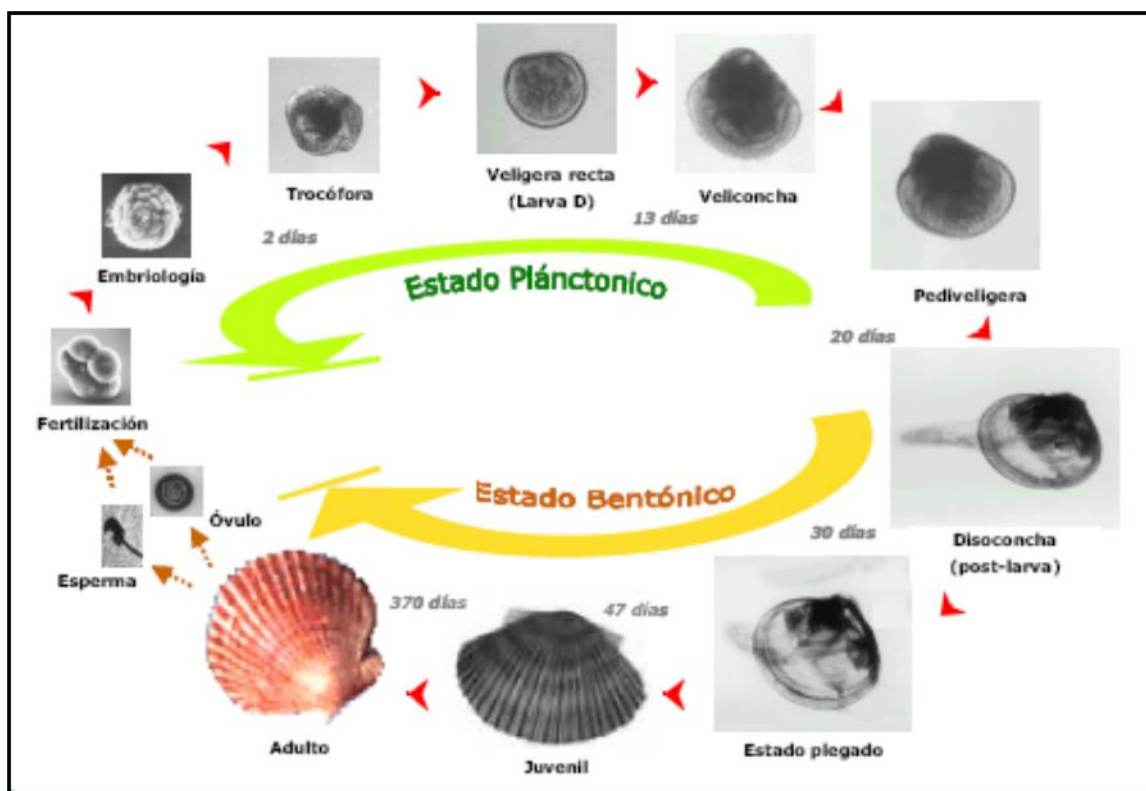 Trocófora
Veligera recta
(Larva D)
Veliconcha
Pediveligera
Embriología
2 días
13 días
Estado Plánctonico
20 días
Fertilización
Óvulo
Esperma
Estado Bentónico
30 días
Disoconcha
(post-larva)
370 días
47 días
Adulto
Juvenil
Estado plegado